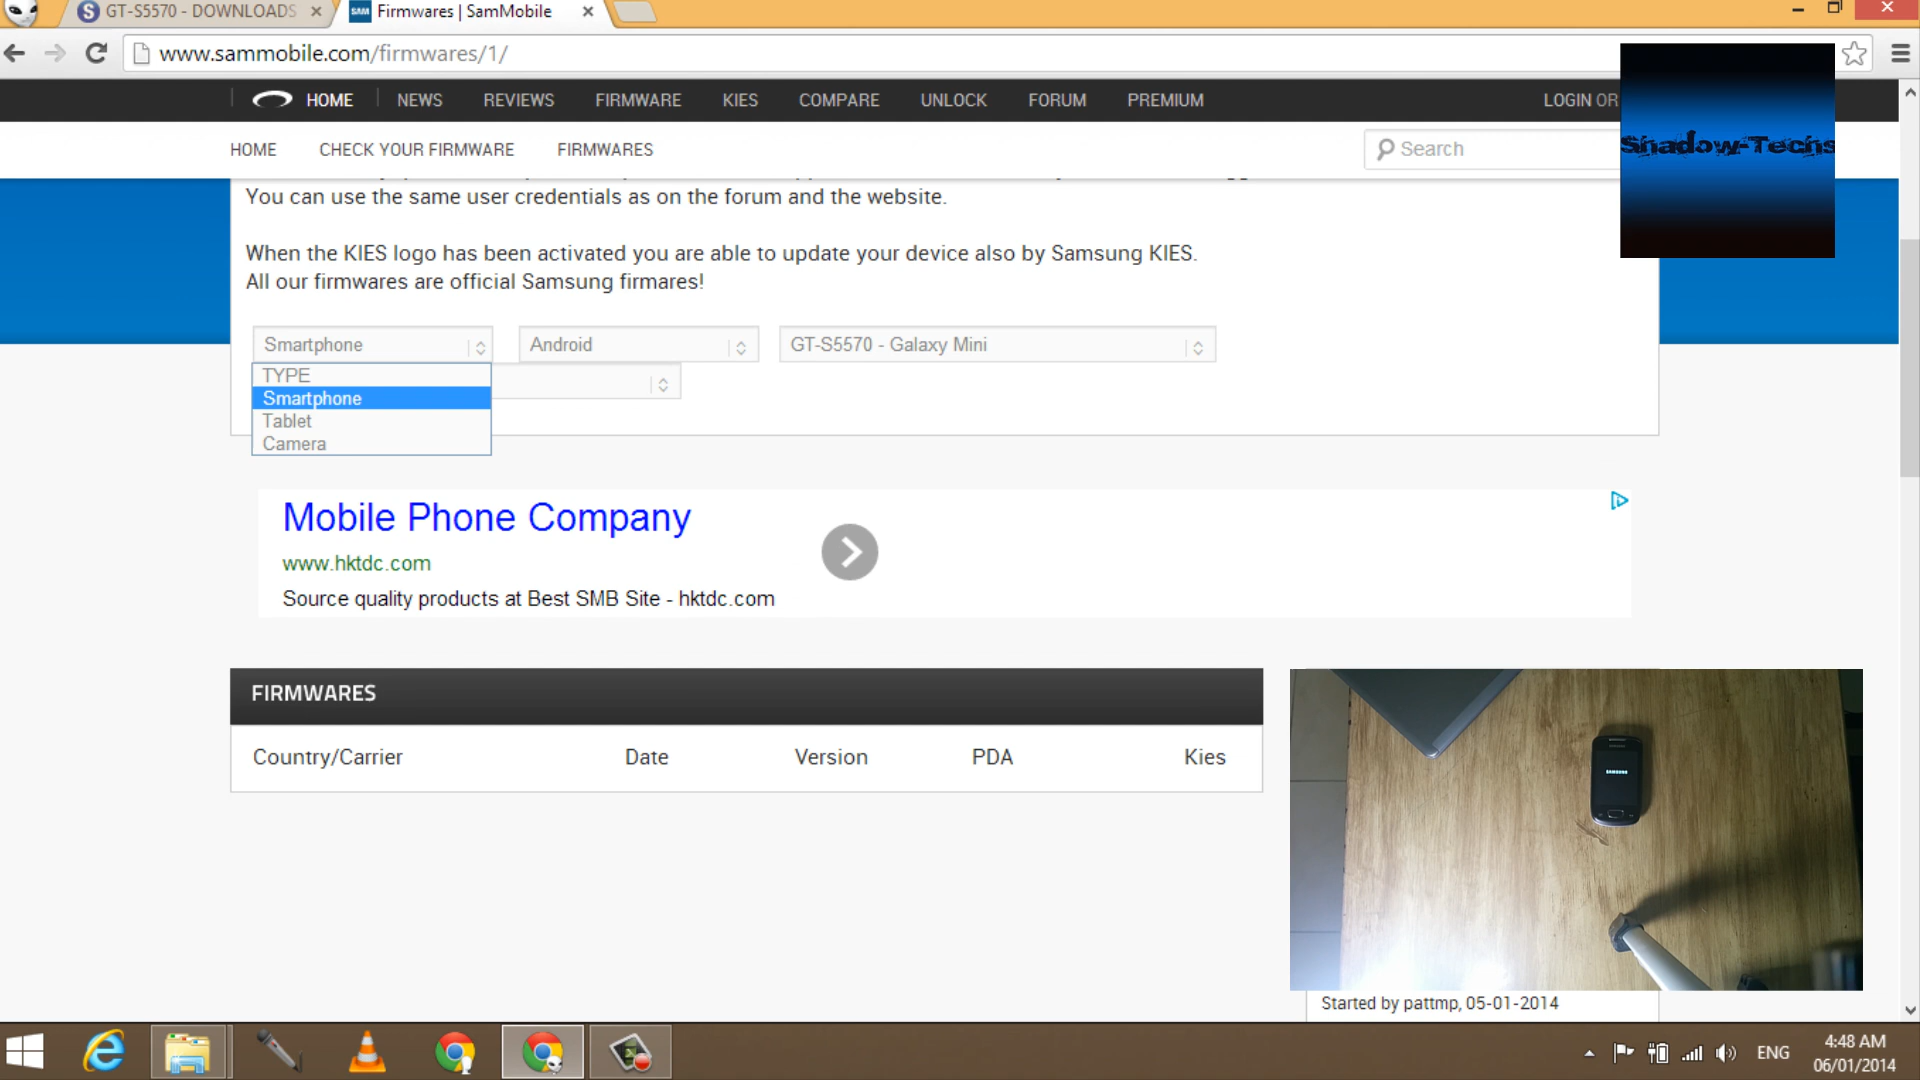 GT-S5570 - DOWNLOADS
SAM Firmwares | SamMobile
www.sammobile.com/firmwares/1/
HOME NEWS REVIEWS FIRMWARE KIES COMPARE UNLOCK FORUM PREMIUM LOGIN OR
HOME CHECK YOUR FIRMWARE FIRMWARES Search
Shadow-Techs
You can use the same user credentials as on the forum and the website.
When the KIES logo has been activated you are able to update your device also by Samsung KIES.
All our firmwares are official Samsung firmares!
Smartphone Android GT-S5570 - Galaxy Mini
TYPE
Smartphone
Tablet
Camera
Mobile Phone Company
www.hktdc.com
Source quality products at Best SMB Site - hktdc.com
FIRMWARES
Country/Carrier Date Version PDA Kies
SAMSUNG
Started by pattmp, 05-01-2014
ENG
4:48 AM
06/01/2014